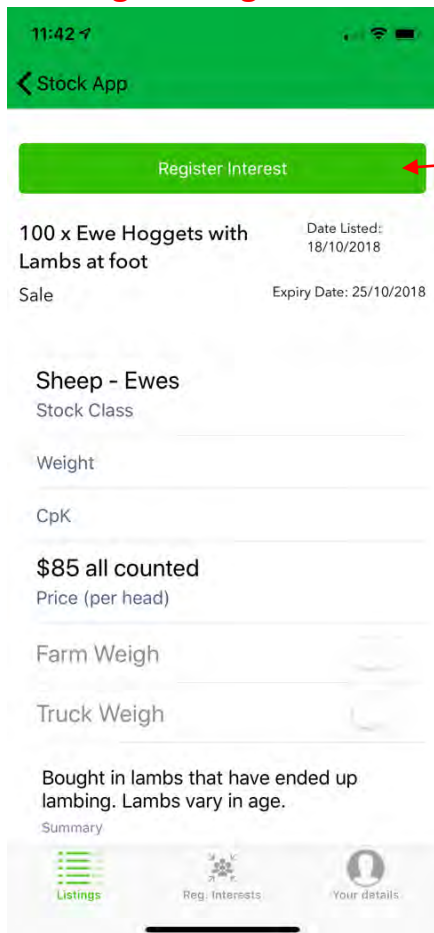 11:42
Stock App
Register Interest
100 x Ewe Hoggets with
Lambs at foot
Date Listed:
18/10/2018
Sale
Expiry Date: 25/10/2018
Sheep - Ewes
Stock Class
Weight
CpK
$85 all counted
Price (per head)
Farm Weigh
Truck Weigh
Bought in lambs that have ended up
lambing. Lambs vary in age.
Summary
Listings
Reg. Interests
Your details